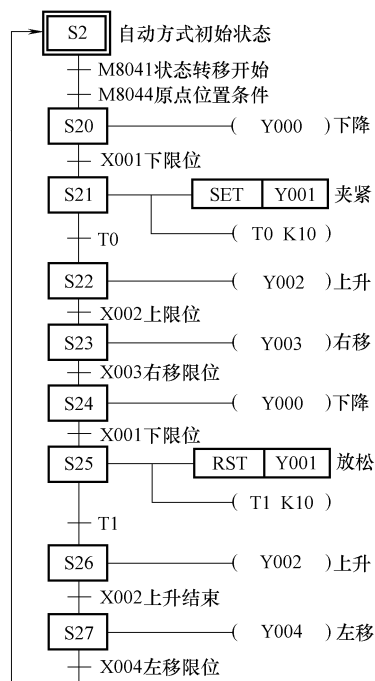 S2 自动方式初始状态
M8041状态转移开始
M8044原点位置条件
S20 ( Y000 )下降
X001下限位
S21 SET Y001 夹紧
( T0 K10 )
T0
S22 ( Y002 )上升
X002上限位
S23 ( Y003 )右移
X003右移限位
S24 ( Y000 )下降
X001下限位
S25 RST Y001 放松
( T1 K10 )
T1
S26 ( Y002 )上升
X002上升结束
S27 ( Y004 )左移
X004左移限位